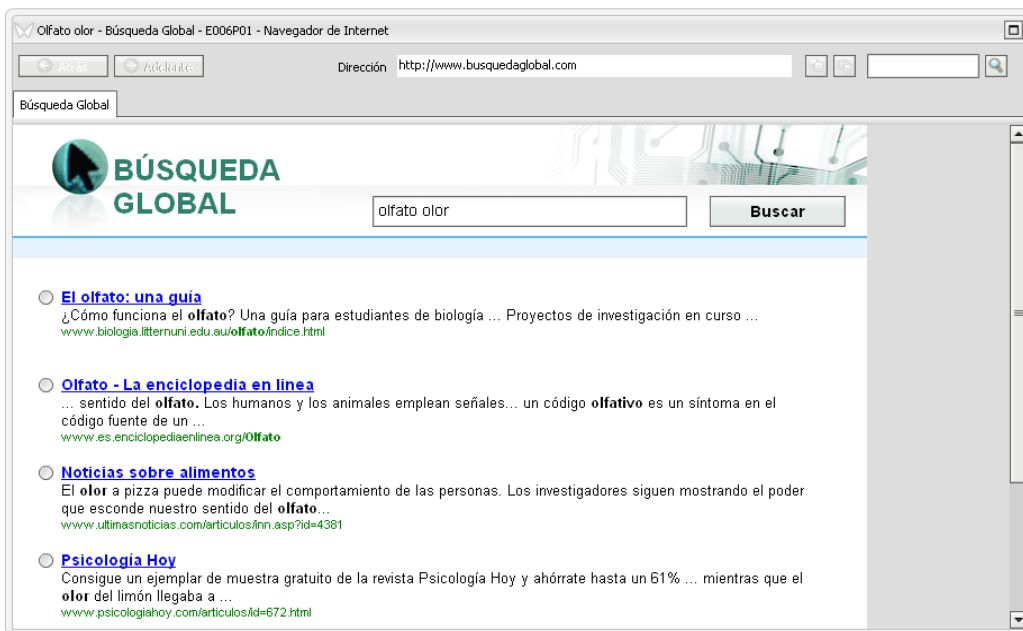 Olfato olor - Búsqueda Global - E006P01 - Navegador de Internet
Atrás Adelante Dirección http://www.busquedaglobal.com
Búsqueda Global
BÚSQUEDA
GLOBAL
olfato olor Buscar
El olfato: una guía
¿Cómo funciona el olfato? Una guía para estudiantes de biología ... Proyectos de investigación en curso ...
www.biologia.litternuni.edu.au/olfato/indice.html
Olfato - La enciclopedia en linea
... sentido del olfato. Los humanos y los animales emplean señales... un código olfativo es un síntoma en el
código fuente de un ...
www.es.enciclopediaenlinea.org/Olfato
Noticias sobre alimentos
El olor a pizza puede modificar el comportamiento de las personas. Los investigadores siguen mostrando el poder
que esconde nuestro sentido del olfato...
www.ultimasnoticias.com/articulos/inn.asp?id=4381
Psicología Hoy
Consigue un ejemplar de muestra gratuito de la revista Psicología Hoy y ahórrate hasta un 61% ... mientras que el
olor del limón llegaba a ...
www.psicologiahoy.com/articulos/id=672.html